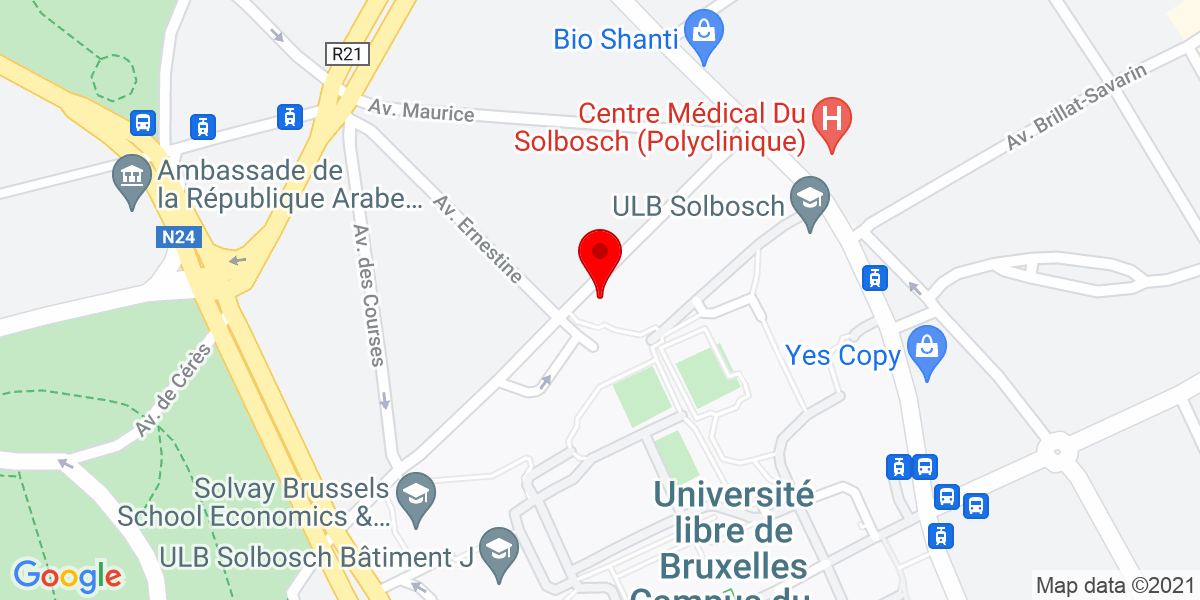 Bio Shanti
R21
Av. Maurice
Centre Médical Du
Solbosch (Polyclinique)
Av. Brillat-Savarin
Ambassade de
la République Arabe...
ULB Solbosch
N24
Av. Ernestine
Av. des Courses
Yes Copy
Av. de Cérès
Solvay Brussels
School Economics &...
ULB Solbosch Bâtiment J
Université
libre de
Bruxelles
Campus du
Google
Map data ©2021